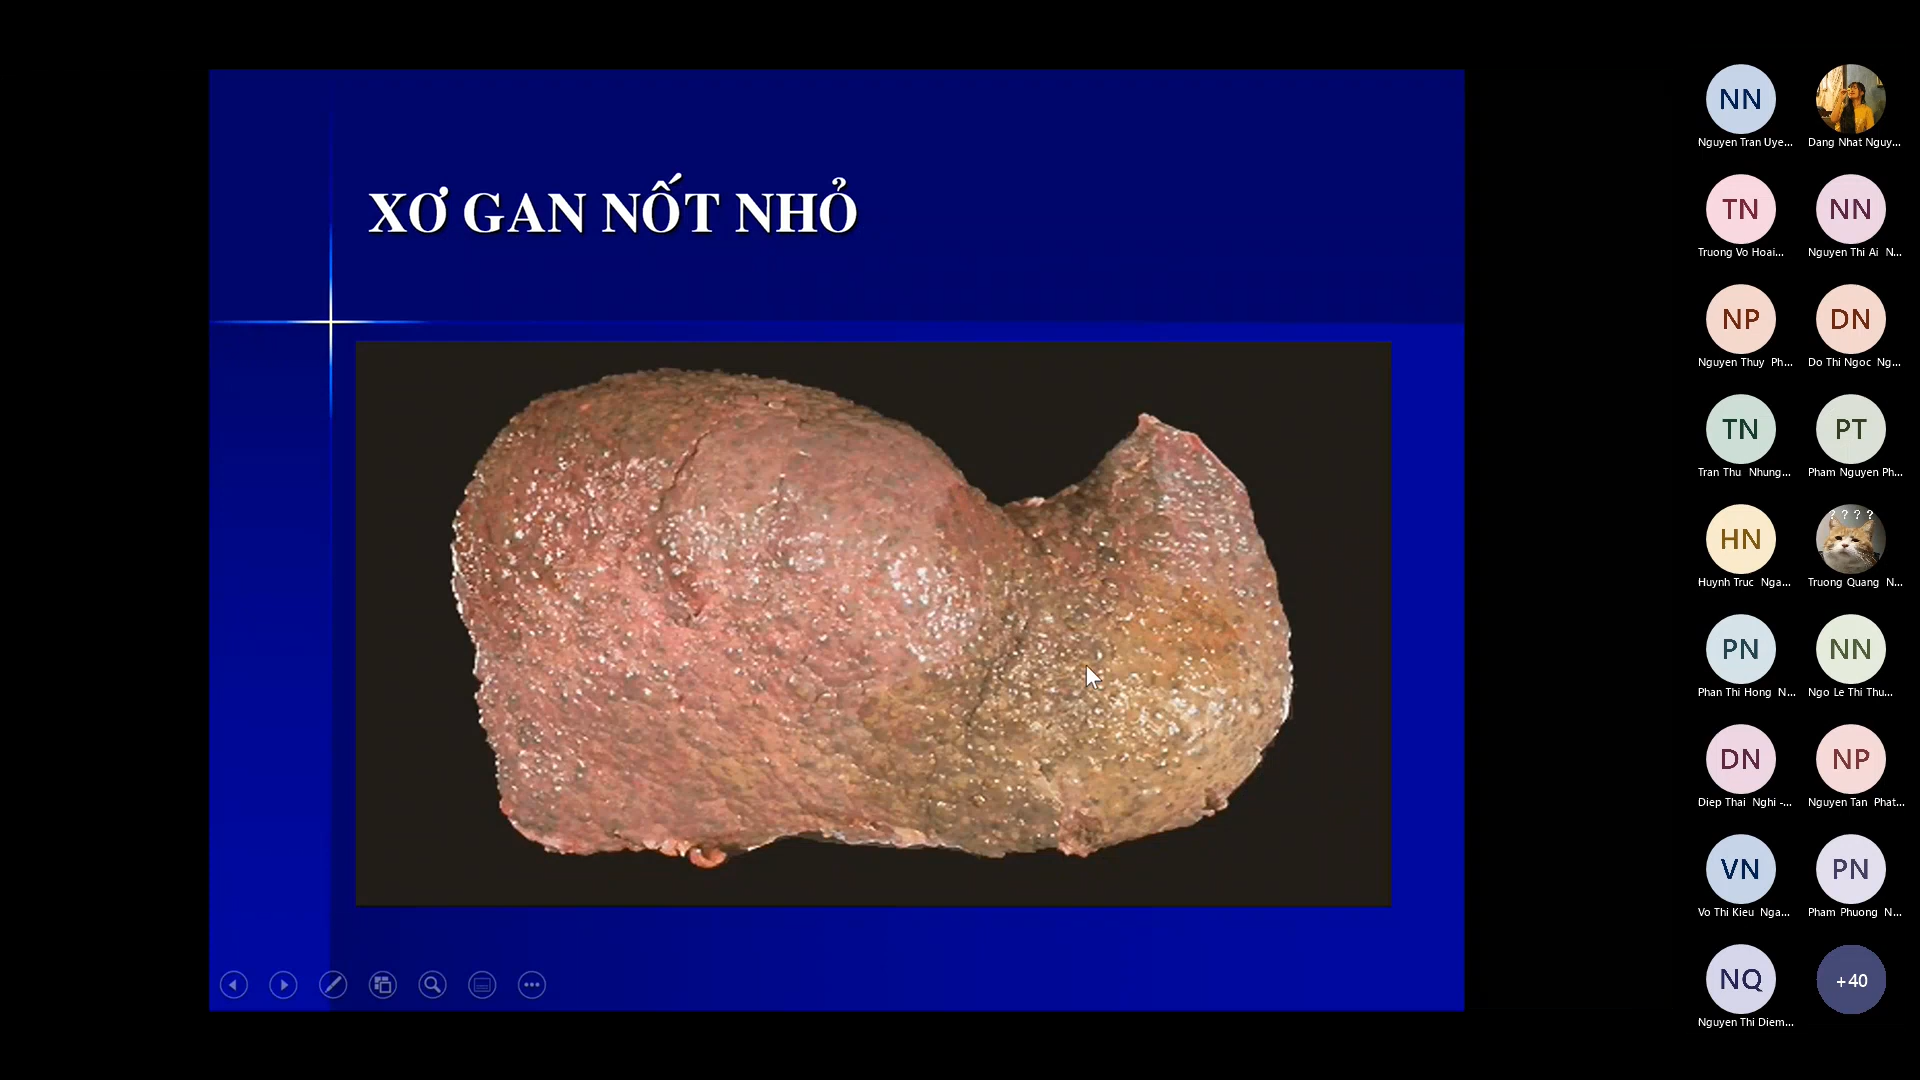 XƠ GAN NỐT NHỎ
NN
Nguyen Tran Uye...
Dang Nhat Nguy...
TN
NN
Truong Vo Hoai...
Nguyen Thi Ai N...
NP
DN
Nguyen Thuy Ph...
Do Thi Ngoc Ng...
TN
PT
Tran Thu Nhung...
Pham Nguyen Ph...
HN
? ? ? ?
Huynh Truc Nga...
Truong Quang N...
PN
NN
Phan Thi Hong N...
Ngo Le Thi Thu...
DN
NP
Diep Thai Nghi -...
Nguyen Tan Phat...
VN
PN
Vo Thi Kieu Nga...
Pham Phuong N...
NQ
+40
Nguyen Thi Diem...